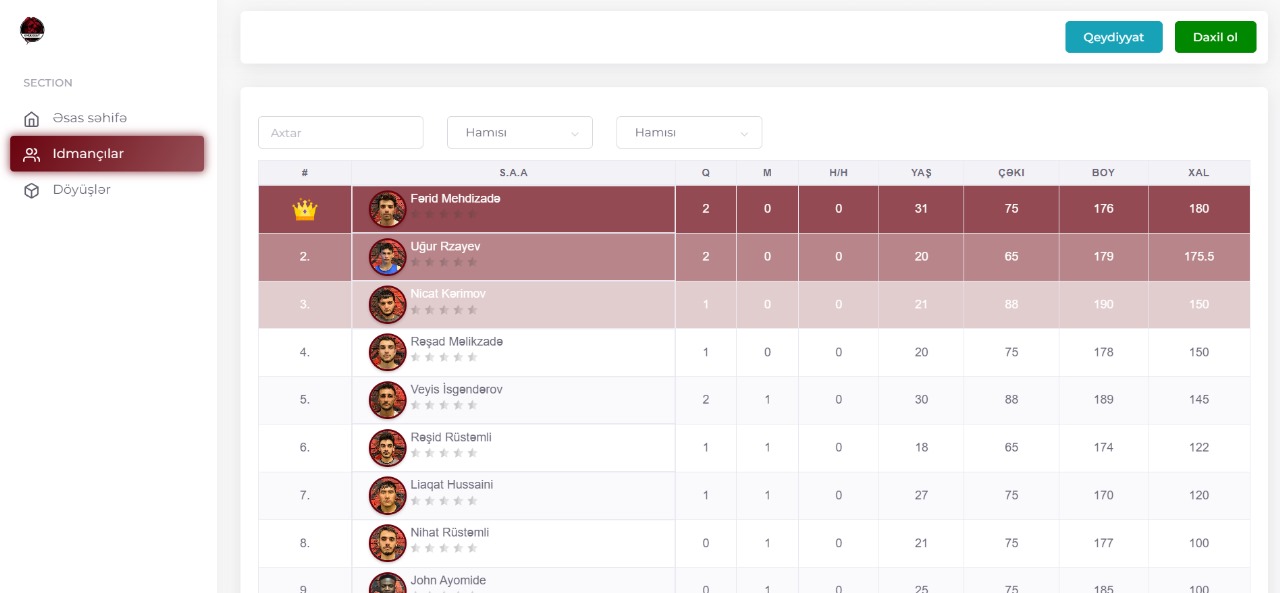 Qeydiyyat
Daxil ol
SECTION
Əsas səhifə
Idmançılar
Döyüşlər
Axtar
Hamısı
Hamısı
# S.A.A Q M H/H YAŞ ÇƏKI BOY XAL
Fərid Mehdizadə 2 0 0 31 75 176 180
2. Uğur Rzayev 2 0 0 20 65 179 175.5
3. Nicat Kərimov 1 0 0 21 88 190 150
4. Rəşad Məlikzadə 1 0 0 20 75 178 150
5. Veyis İsgəndərov 2 1 0 30 88 189 145
6. Rəşid Rüstəmli 1 1 0 18 65 174 122
7. Liaqat Hussaini 1 1 0 27 75 170 120
8. Nihat Rüstəmli 0 1 0 21 75 177 100
9. John Ayomide 0 1 0 25 75 185 100